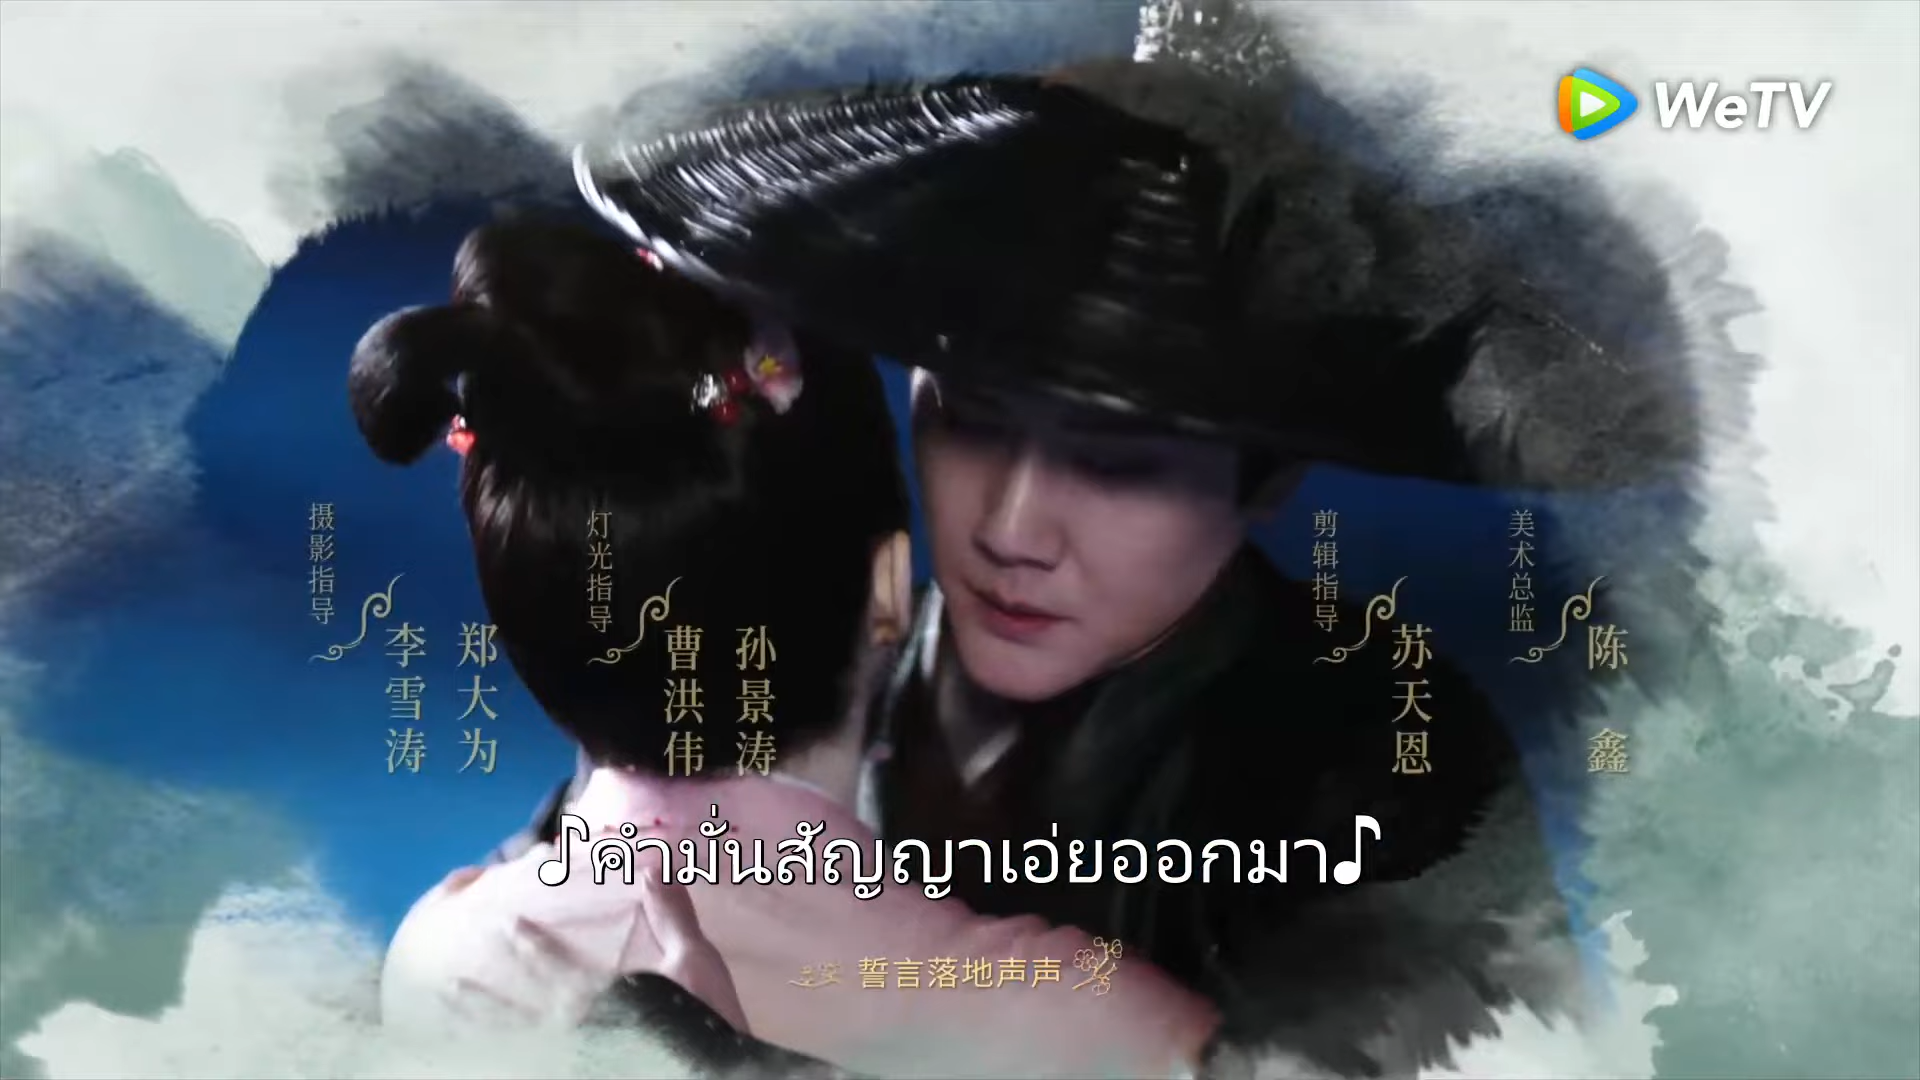 WeTV
摄影指导
李雪涛
郑大为
灯光指导
曹洪伟
孙景涛
剪辑指导
苏天恩
美术总监
陈鑫
♪คำมั่นสัญญาเอ่ยออกมา♪
誓言落地声声